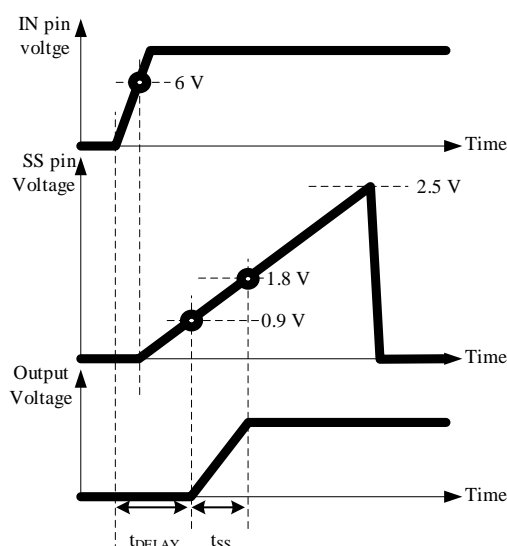 IN pin
voltge
6 V
Time
SS pin
Voltage
2.5 V
1.8 V
0.9 V
Time
Output
Voltage
Time
tDELAY
tSS